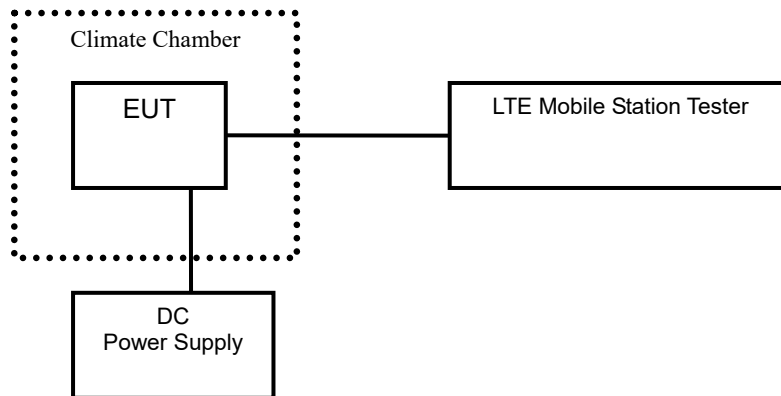 Climate Chamber
EUT
LTE Mobile Station Tester
DC
Power Supply